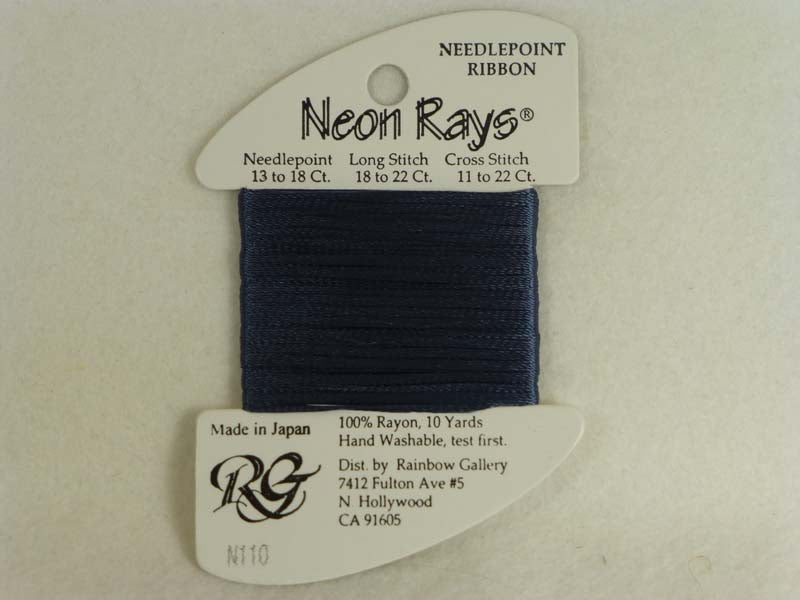 NEEDLEPOINT
RIBBON
Neon Rays®
Needlepoint Long Stitch Cross Stitch
13 to 18 Ct. 18 to 22 Ct. 11 to 22 Ct.
Made in Japan
100% Rayon, 10 Yards
Hand Washable, test first.
RG
Dist. by Rainbow Gallery
7412 Fulton Ave #5
N Hollywood
CA 91605
N110